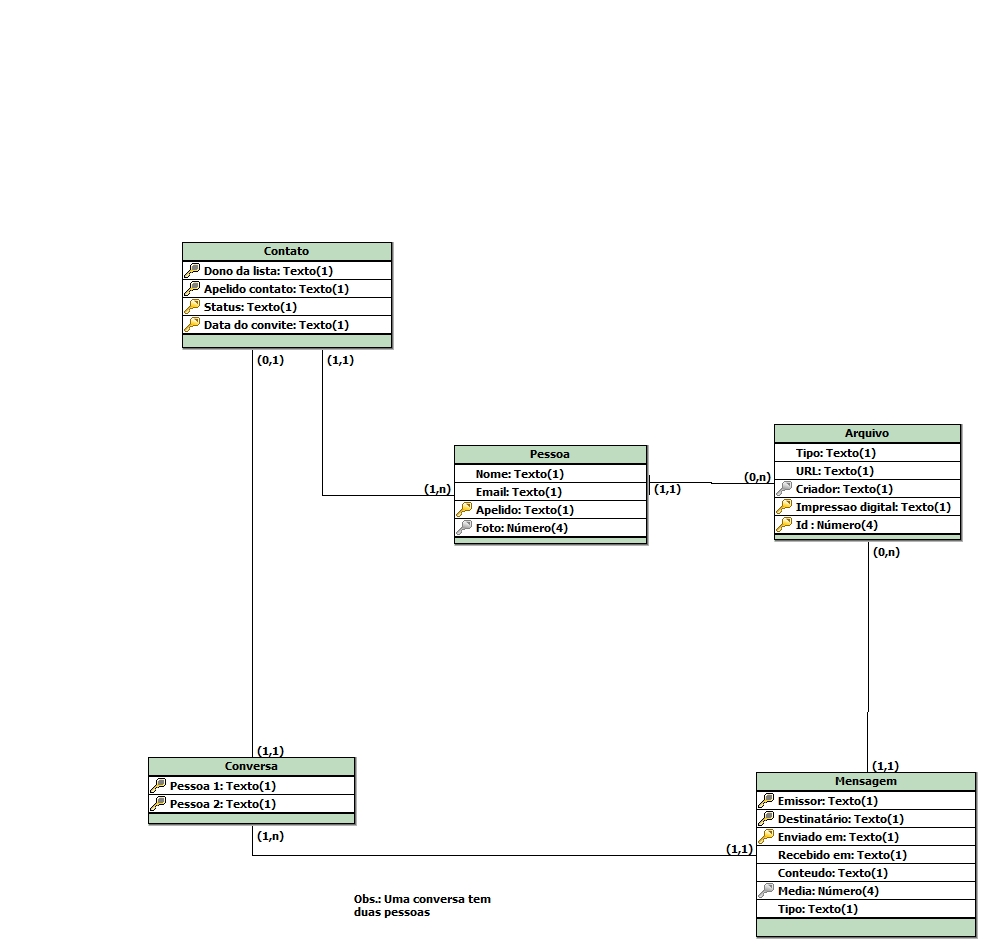 Contato
Dono da lista: Texto(1)
Apelido contato: Texto(1)
Status: Texto(1)
Data do convite: Texto(1)
(0,1)
(1,1)
Pessoa
Nome: Texto(1)
Email: Texto(1)
Apelido: Texto(1)
Foto: Número(4)
(1,n)
(1,1)
Arquivo
Tipo: Texto(1)
URL: Texto(1)
Criador: Texto(1)
Impressao digital: Texto(1)
Id : Número(4)
(0,n)
(0,n)
(1,1)
Conversa
Pessoa 1: Texto(1)
Pessoa 2: Texto(1)
(1,n)
(1,1)
Mensagem
Emissor: Texto(1)
Destinatário: Texto(1)
Enviado em: Texto(1)
Recebido em: Texto(1)
Conteudo: Texto(1)
Media: Número(4)
Tipo: Texto(1)
(1,1)
Obs.: Uma conversa tem
duas pessoas